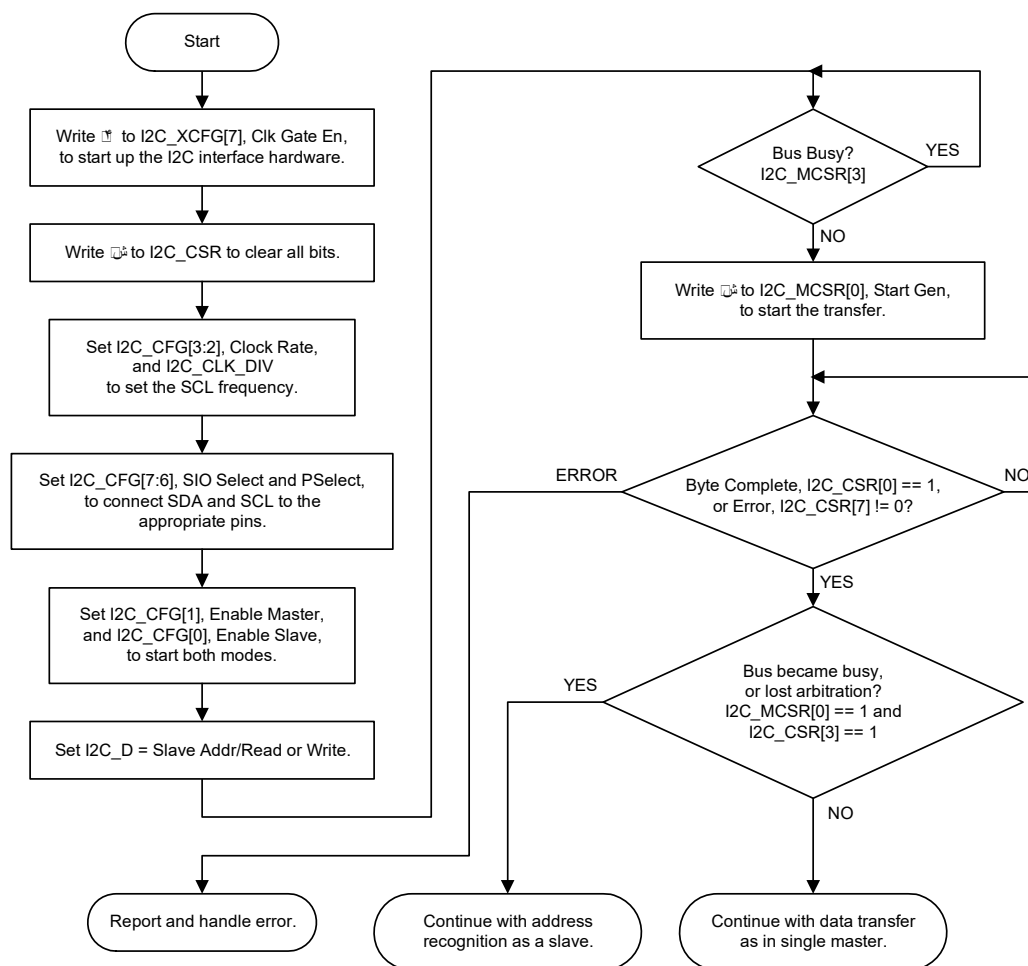 Start
Write to I2C_XCFG[7], Clk Gate En,
to start up the I2C interface hardware.
Write to I2C_CSR to clear all bits.
Set I2C_CFG[3:2], Clock Rate,
and I2C_CLK_DIV
to set the SCL frequency.
Set I2C_CFG[7:6], SIO Select and PSelect,
to connect SDA and SCL to the
appropriate pins.
Set I2C_CFG[1], Enable Master,
and I2C_CFG[0], Enable Slave,
to start both modes.
Set I2C_D = Slave Addr/Read or Write.
Report and handle error.
Bus Busy?
I2C_MCSR[3]
YES
NO
Write to I2C_MCSR[0], Start Gen,
to start the transfer.
ERROR
Byte Complete, I2C_CSR[0] == 1,
or Error, I2C_CSR[7] != 0?
NO
YES
YES
Bus became busy,
or lost arbitration?
I2C_MCSR[0] == 1 and
I2C_CSR[3] == 1
NO
Continue with address
recognition as a slave.
Continue with data transfer
as in single master.